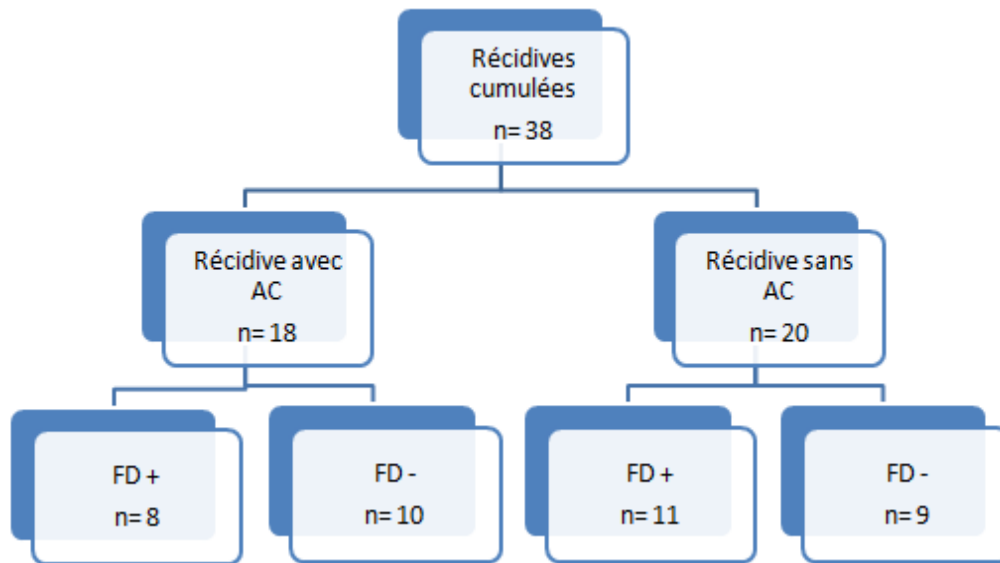 Récidives
cumulées
n= 38
Récidive avec
AC
n= 18
Récidive sans
AC
n= 20
FD +
n= 8
FD -
n= 10
FD +
n= 11
FD -
n= 9